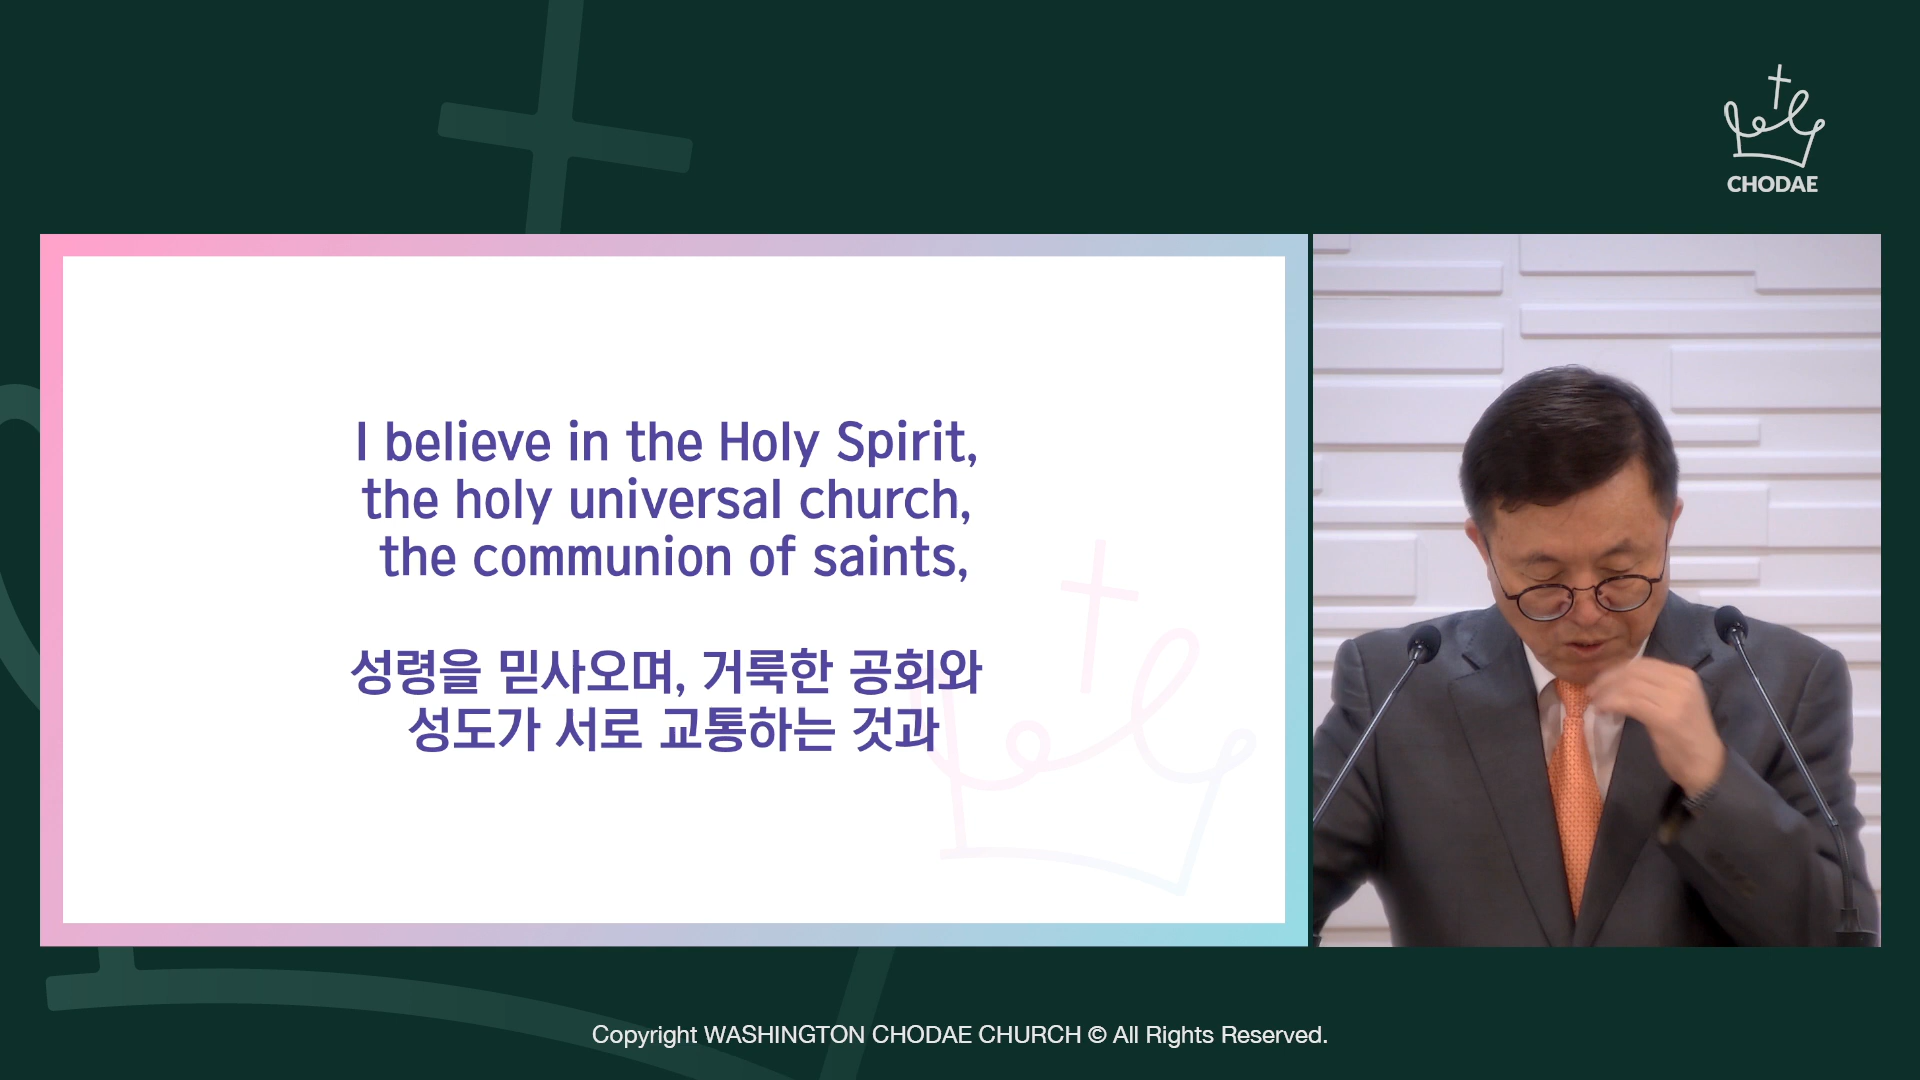 CHODAE
I believe in the Holy Spirit,
the holy universal church,
the communion of saints,
성령을 믿사오며, 거룩한 공회와
성도가 서로 교통하는 것과
Copyright WASHINGTON CHODAE CHURCH © All Rights Reserved.